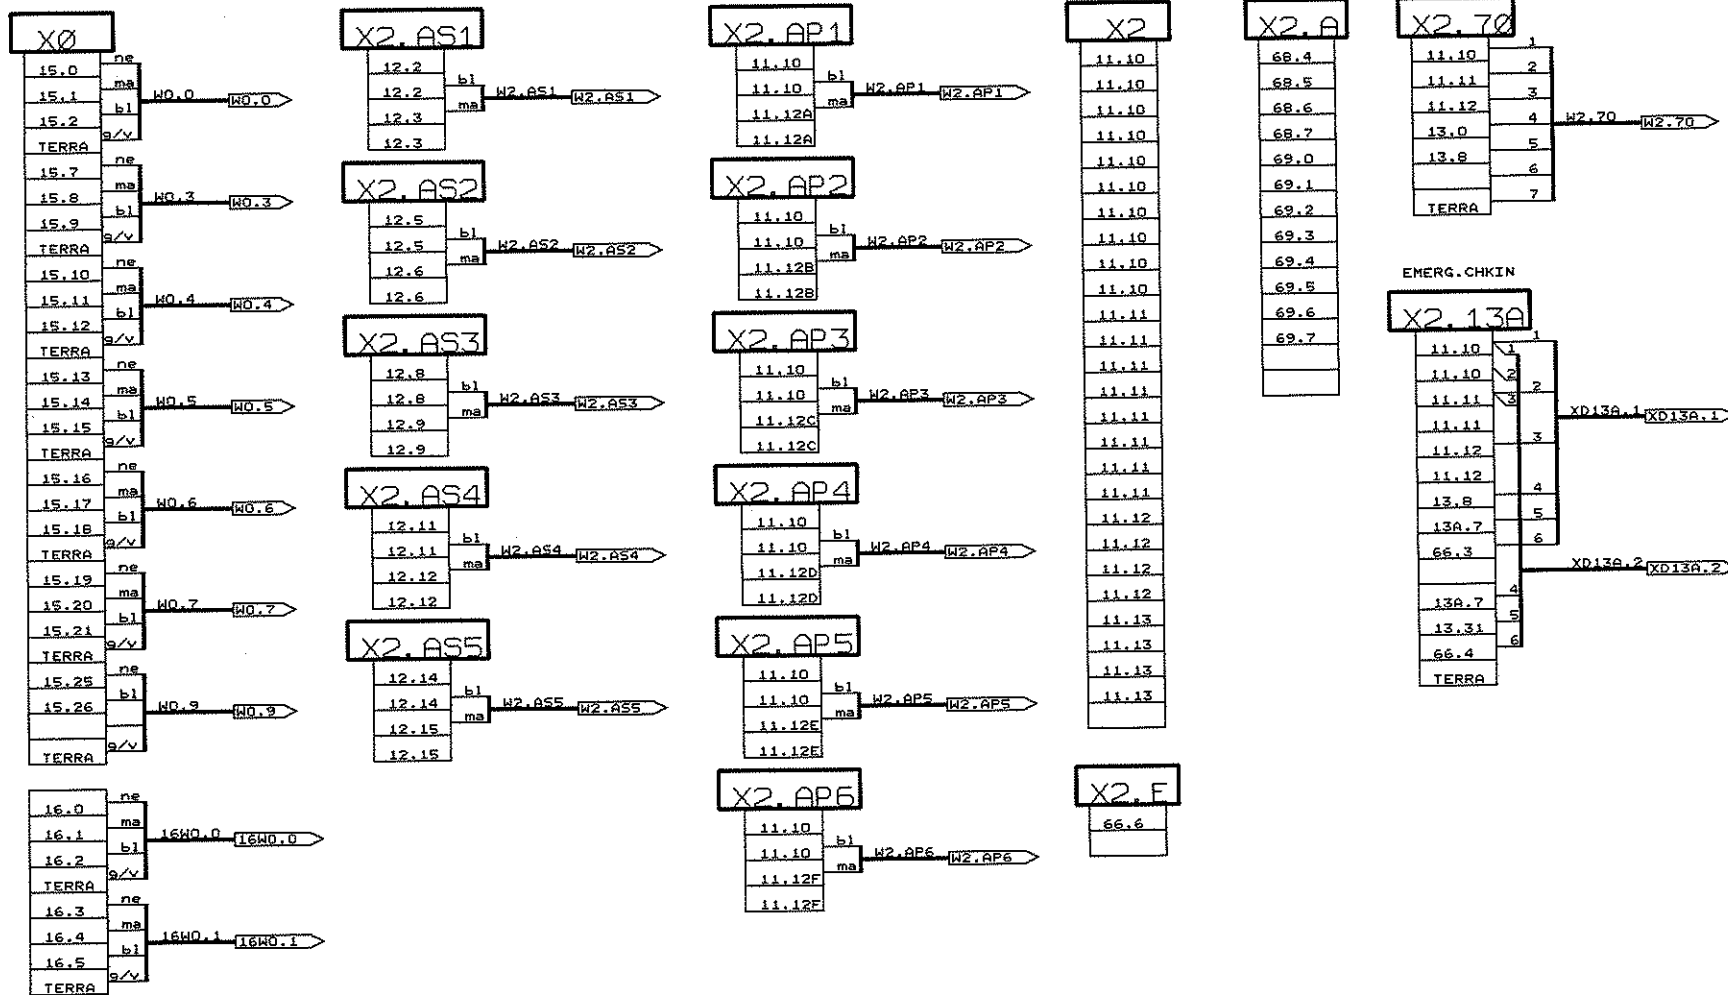 X0
15.0
15.1
15.2
TERRA
15.7
15.8
15.9
TERRA
15.10
15.11
15.12
TERRA
15.13
15.14
15.15
TERRA
15.16
15.17
15.18
TERRA
15.19
15.20
15.21
TERRA
15.25
15.26
TERRA
ne
ma
bl
g/v
W0.0 W0.0
ne
ma
bl
g/v
W0.3 W0.3
ne
ma
bl
g/v
W0.4 W0.4
ne
ma
bl
g/v
W0.5 W0.5
ne
ma
bl
g/v
W0.6 W0.6
ne
ma
bl
g/v
W0.7 W0.7
ne
bl
g/v
W0.9 W0.9
16.0
16.1
16.2
TERRA
16.3
16.4
16.5
TERRA
ne
ma
bl
g/v
16W0.0 16W0.0
ne
ma
bl
g/v
16W0.1 16W0.1
X2.AS1
12.2
12.2
12.3
12.3
bl
ma
W2.AS1 W2.AS1
X2.AS2
12.5
12.5
12.6
12.6
bl
ma
W2.AS2 W2.AS2
X2.AS3
12.8
12.8
12.9
12.9
bl
ma
W2.AS3 W2.AS3
X2.AS4
12.11
12.11
12.12
12.12
bl
ma
W2.AS4 W2.AS4
X2.AS5
12.14
12.14
12.15
12.15
bl
ma
W2.AS5 W2.AS5
X2.AP1
11.10
11.10
11.12A
11.12A
bl
ma
W2.AP1 W2.AP1
X2.AP2
11.10
11.10
11.12B
11.12B
bl
ma
W2.AP2 W2.AP2
X2.AP3
11.10
11.10
11.12C
11.12C
bl
ma
W2.AP3 W2.AP3
X2.AP4
11.10
11.10
11.12D
11.12D
bl
ma
W2.AP4 W2.AP4
X2.AP5
11.10
11.10
11.12E
11.12E
bl
ma
W2.AP5 W2.AP5
X2.AP6
11.10
11.10
11.12F
11.12F
bl
ma
W2.AP6 W2.AP6
X2
11.10
11.10
11.10
11.10
11.10
11.10
11.10
11.10
11.10
11.10
11.11
11.11
11.11
11.11
11.11
11.11
11.11
11.11
11.12
11.12
11.12
11.12
11.13
11.13
11.13
11.13
X2.E
66.6
X2.A
68.4
68.5
68.6
68.7
69.0
69.1
69.2
69.3
69.4
69.5
69.6
69.7
X2.70
11.10
11.11
11.12
13.0
13.8
TERRA
1
2
3
4
5
6
7
W2.70 W2.70
EMERG.CHKIN
X2.13A
11.10
11.10
11.11
11.11
11.12
11.12
13.8
13A.7
66.3
13A.7
13.31
66.4
TERRA
1
2
3
4
5
6
XD13A.1 XD13A.1
1
2
3
4
5
6
XD13A.2 XD13A.2